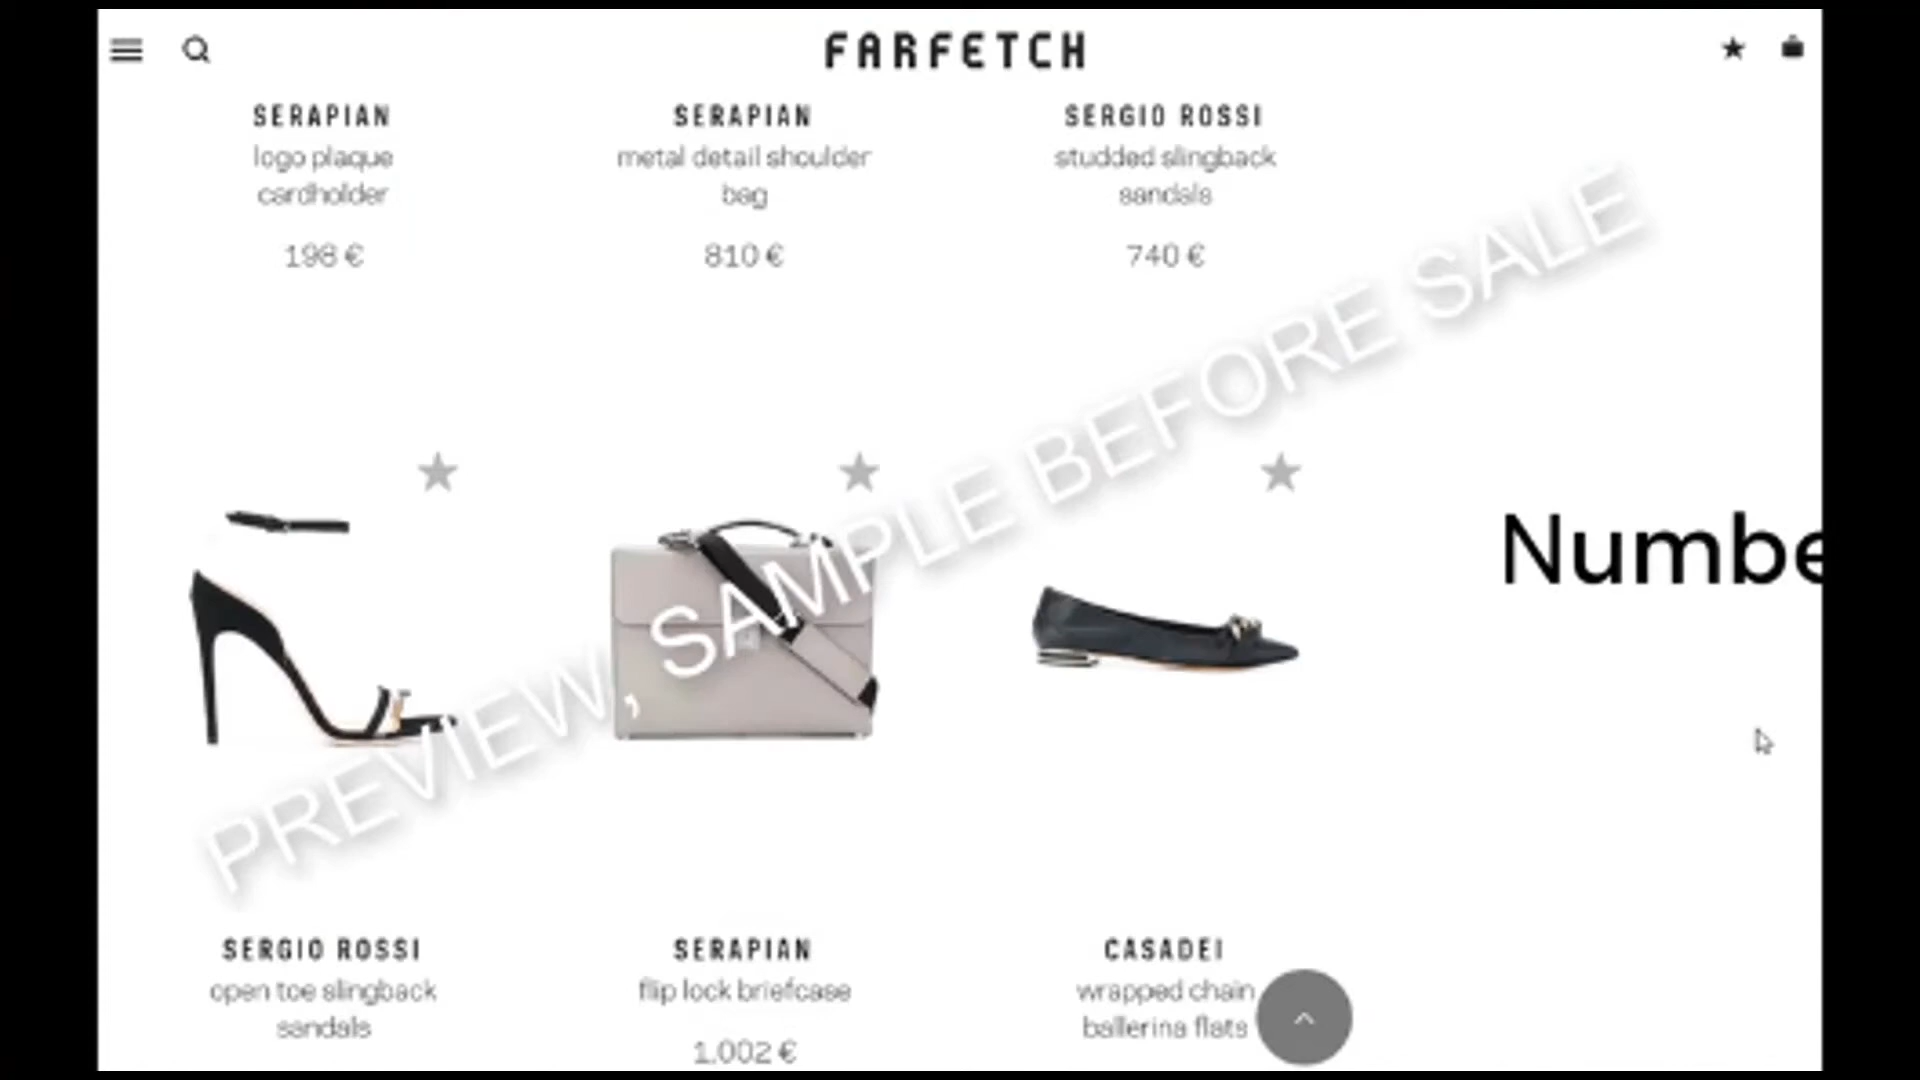 FARFETCH
SERAPIAN
logo plaque
cardholder
198 €
SERAPIAN
metal detail shoulder
bag
810 €
SERGIO ROSSI
studded slingback
sandals
740 €
PREVIEW, SAMPLE BEFORE SALE
Numbe
SERGIO ROSSI
open toe slingback
sandals
SERAPIAN
flip lock briefcase
1,002 €
CASADEI
wrapped chain
ballerina flats